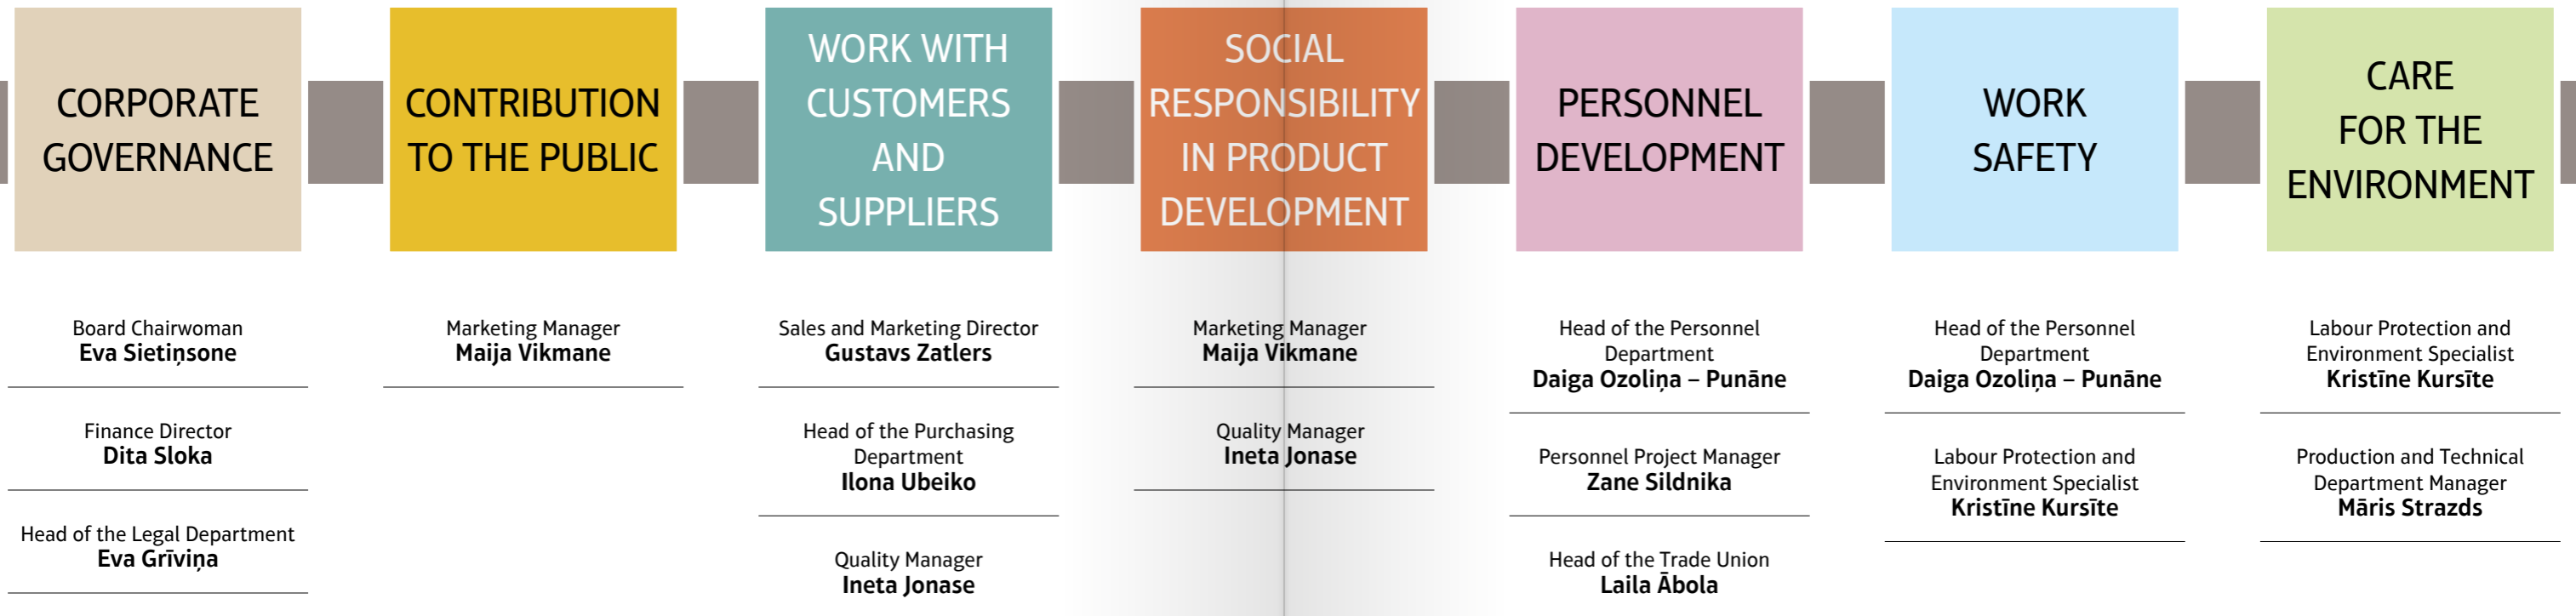 CORPORATE
GOVERNANCE
Board Chairwoman
Eva Sietiņsone
Finance Director
Dita Sloka
Head of the Legal Department
Eva Grīviņa
CONTRIBUTION
TO THE PUBLIC
Marketing Manager
Maija Vikmane
WORK WITH
CUSTOMERS
AND
SUPPLIERS
Sales and Marketing Director
Gustavs Zatlers
Head of the Purchasing
Department
Ilona Ubeiko
Quality Manager
Ineta Jonase
SOCIAL
RESPONSIBILITY
IN PRODUCT
DEVELOPMENT
Marketing Manager
Maija Vikmane
Quality Manager
Ineta Jonase
PERSONNEL
DEVELOPMENT
Head of the Personnel
Department
Daiga Ozoliņa – Punāne
Personnel Project Manager
Zane Sildnika
Head of the Trade Union
Laila Ābola
WORK
SAFETY
Head of the Personnel
Department
Daiga Ozoliņa – Punāne
Labour Protection and
Environment Specialist
Kristīne Kursīte
CARE
FOR THE
ENVIRONMENT
Labour Protection and
Environment Specialist
Kristīne Kursīte
Production and Technical
Department Manager
Māris Strazds